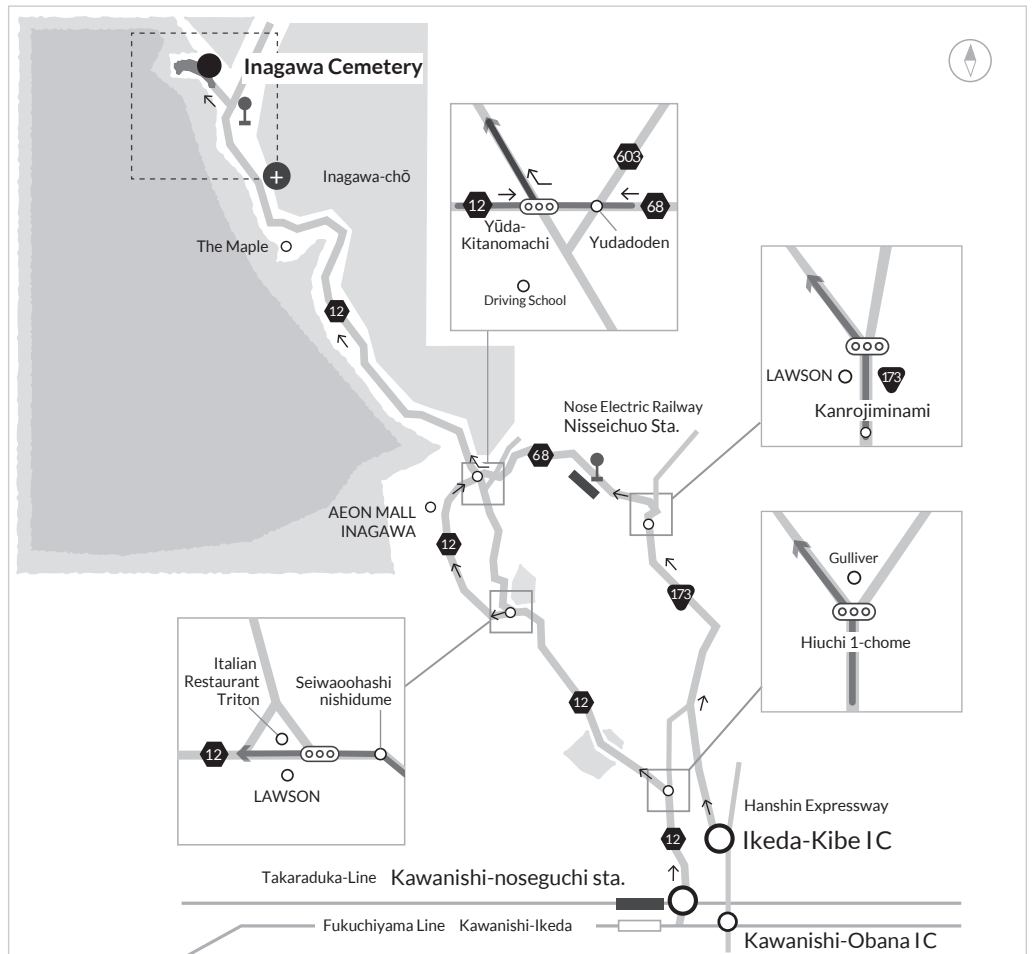 Inagawa Cemetery
Inagawa-chō
The Maple
12
603
12
68
Yūda-
Kitanomachi
Yudadoden
Driving School
LAWSON
173
Kanrojiminami
Nose Electric Railway
Nisseichuo Sta.
68
AEON MALL
INAGAWA
12
173
Gulliver
Hiuchi 1-chome
Italian
Restaurant
Triton
Seiwaoohashi
nishidume
12
LAWSON
12
12
Hanshin Expressway
Ikeda-Kibe IC
Takaraduka-Line
Kawanishi-noseguchi sta.
Fukuchiyama Line
Kawanishi-Ikeda
Kawanishi-Obana IC